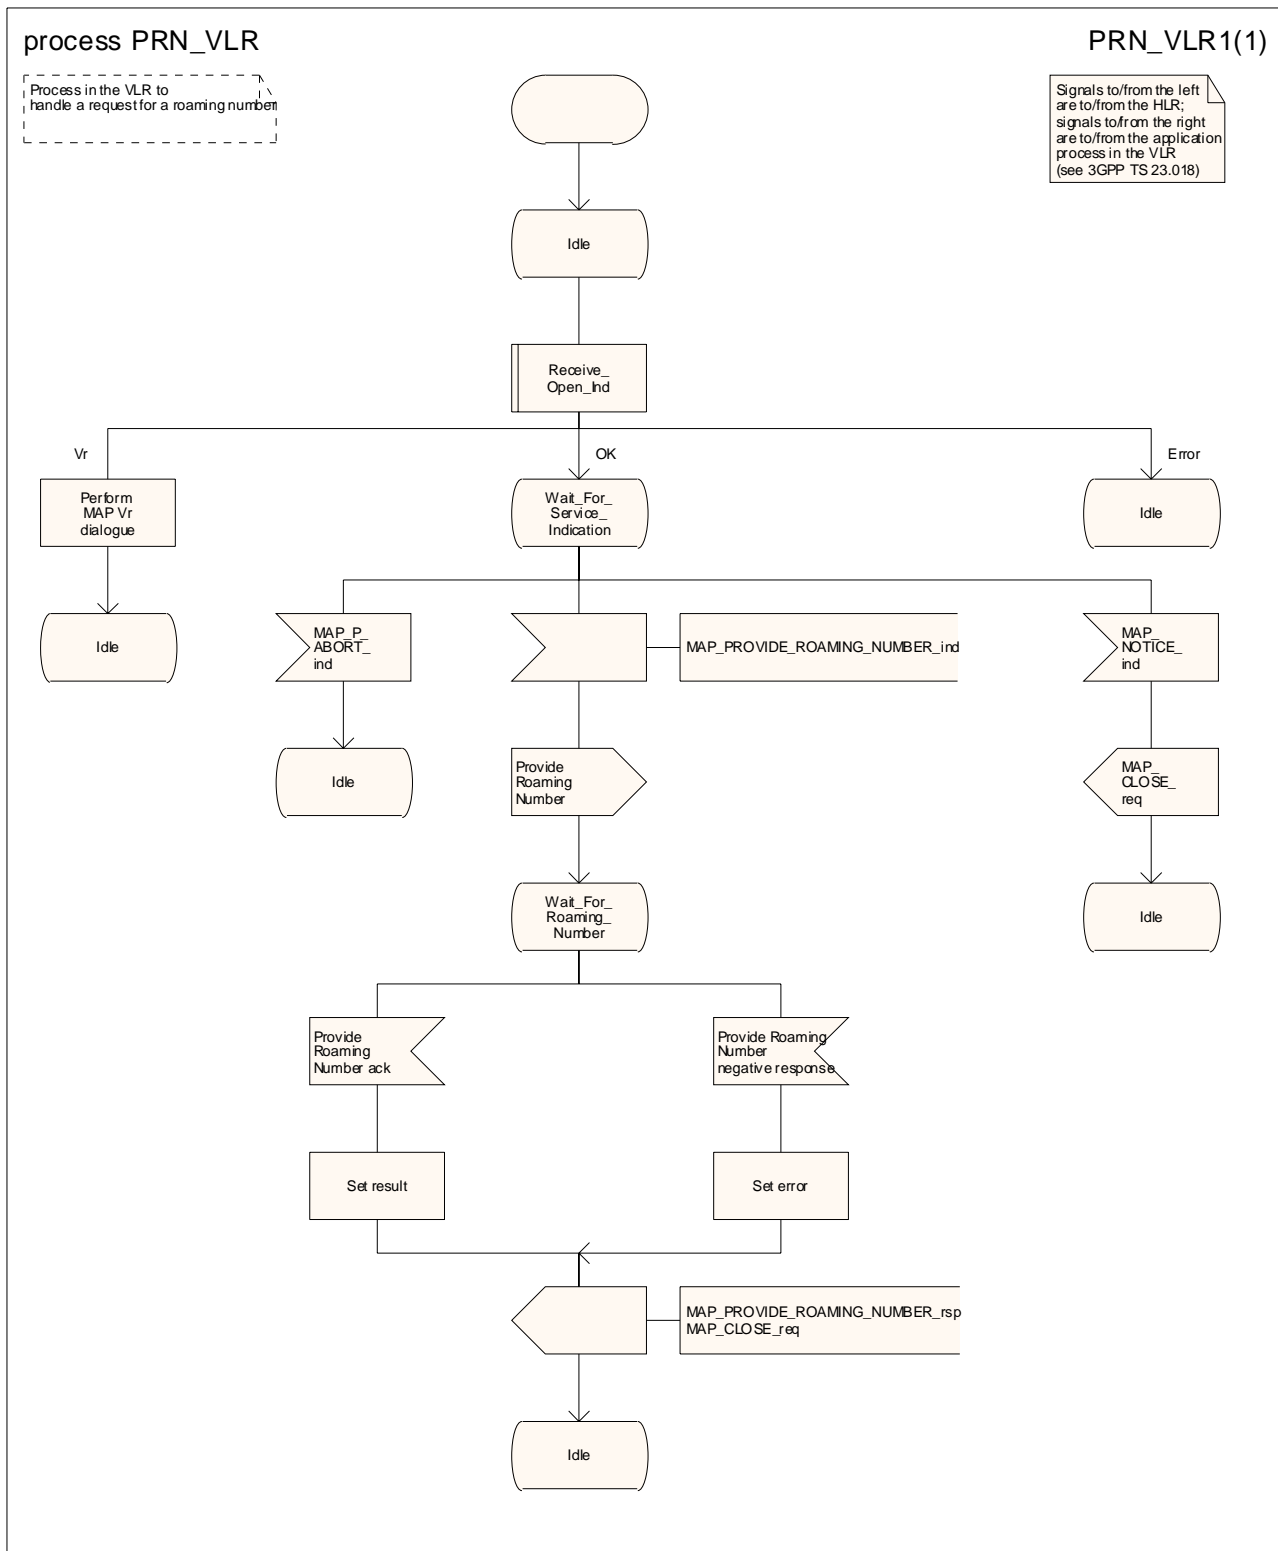 process PRN_VLR
PRN_VLR1(1)
Process in the VLR to
handle a request for a roaming number
Signals to/from the left
are to/from the HLR;
signals to/from the right
are to/from the application
process in the VLR
(see 3GPP TS 23.018)
Idle
Receive_
Open_Ind
Vr
OK
Error
Perform
MAP Vr
dialogue
Wait_For_
Service_
Indication
Idle
Idle
MAP_P_
ABORT_
ind
MAP_PROVIDE_ROAMING_NUMBER_ind
MAP_
NOTICE_
ind
Idle
Provide
Roaming
Number
MAP_
CLOSE_
req
Wait_For_
Roaming_
Number
Idle
Provide
Roaming
Number ack
Provide Roaming
Number
negative response
Set result
Set error
MAP_PROVIDE_ROAMING_NUMBER_rsp
MAP_CLOSE_req
Idle